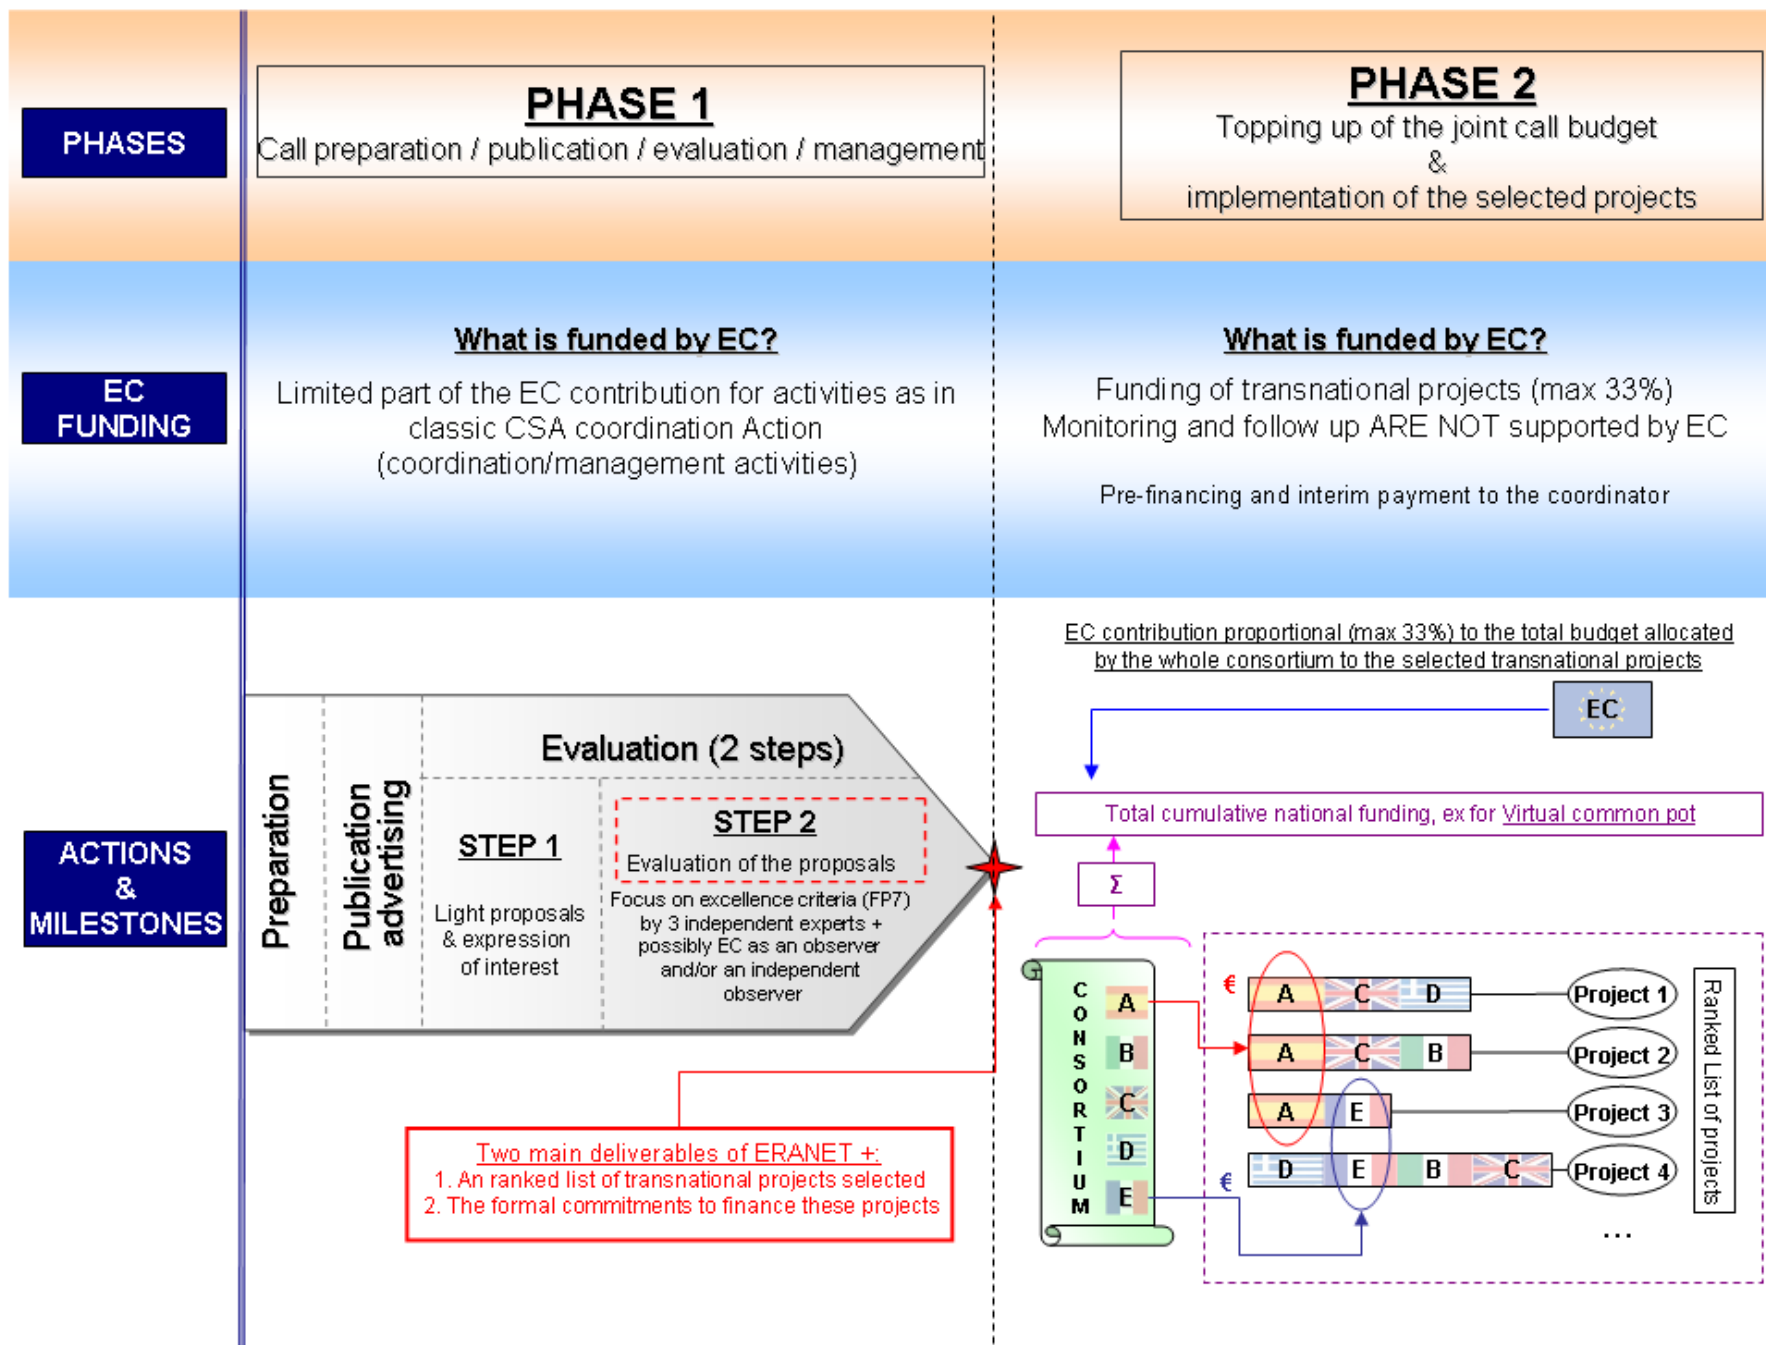 PHASES
PHASE 1
Call preparation / publication / evaluation / management
PHASE 2
Topping up of the joint call budget
&
implementation of the selected projects
EC
FUNDING
What is funded by EC?
Limited part of the EC contribution for activities as in
classic CSA coordination Action
(coordination/management activities)
What is funded by EC?
Funding of transnational projects (max 33%)
Monitoring and follow up ARE NOT supported by EC
Pre-financing and interim payment to the coordinator
ACTIONS
&
MILESTONES
Preparation
Publication
advertising
Evaluation (2 steps)
STEP 1
Light proposals
& expression
of interest
STEP 2
Evaluation of the proposals
Focus on excellence criteria (FP7)
by 3 independent experts +
possibly EC as an observer
and/or an independent
observer
Two main deliverables of ERANET +:
1. An ranked list of transnational projects selected
2. The formal commitments to finance these projects
EC contribution proportional (max 33%) to the total budget allocated
by the whole consortium to the selected transnational projects
EC
Total cumulative national funding, ex for Virtual common pot
Σ
CONSORTIUM
A
B
C
D
E
€
A C D Project 1
A C B Project 2
A E Project 3
€
D E B C Project 4
...
Ranked List of projects